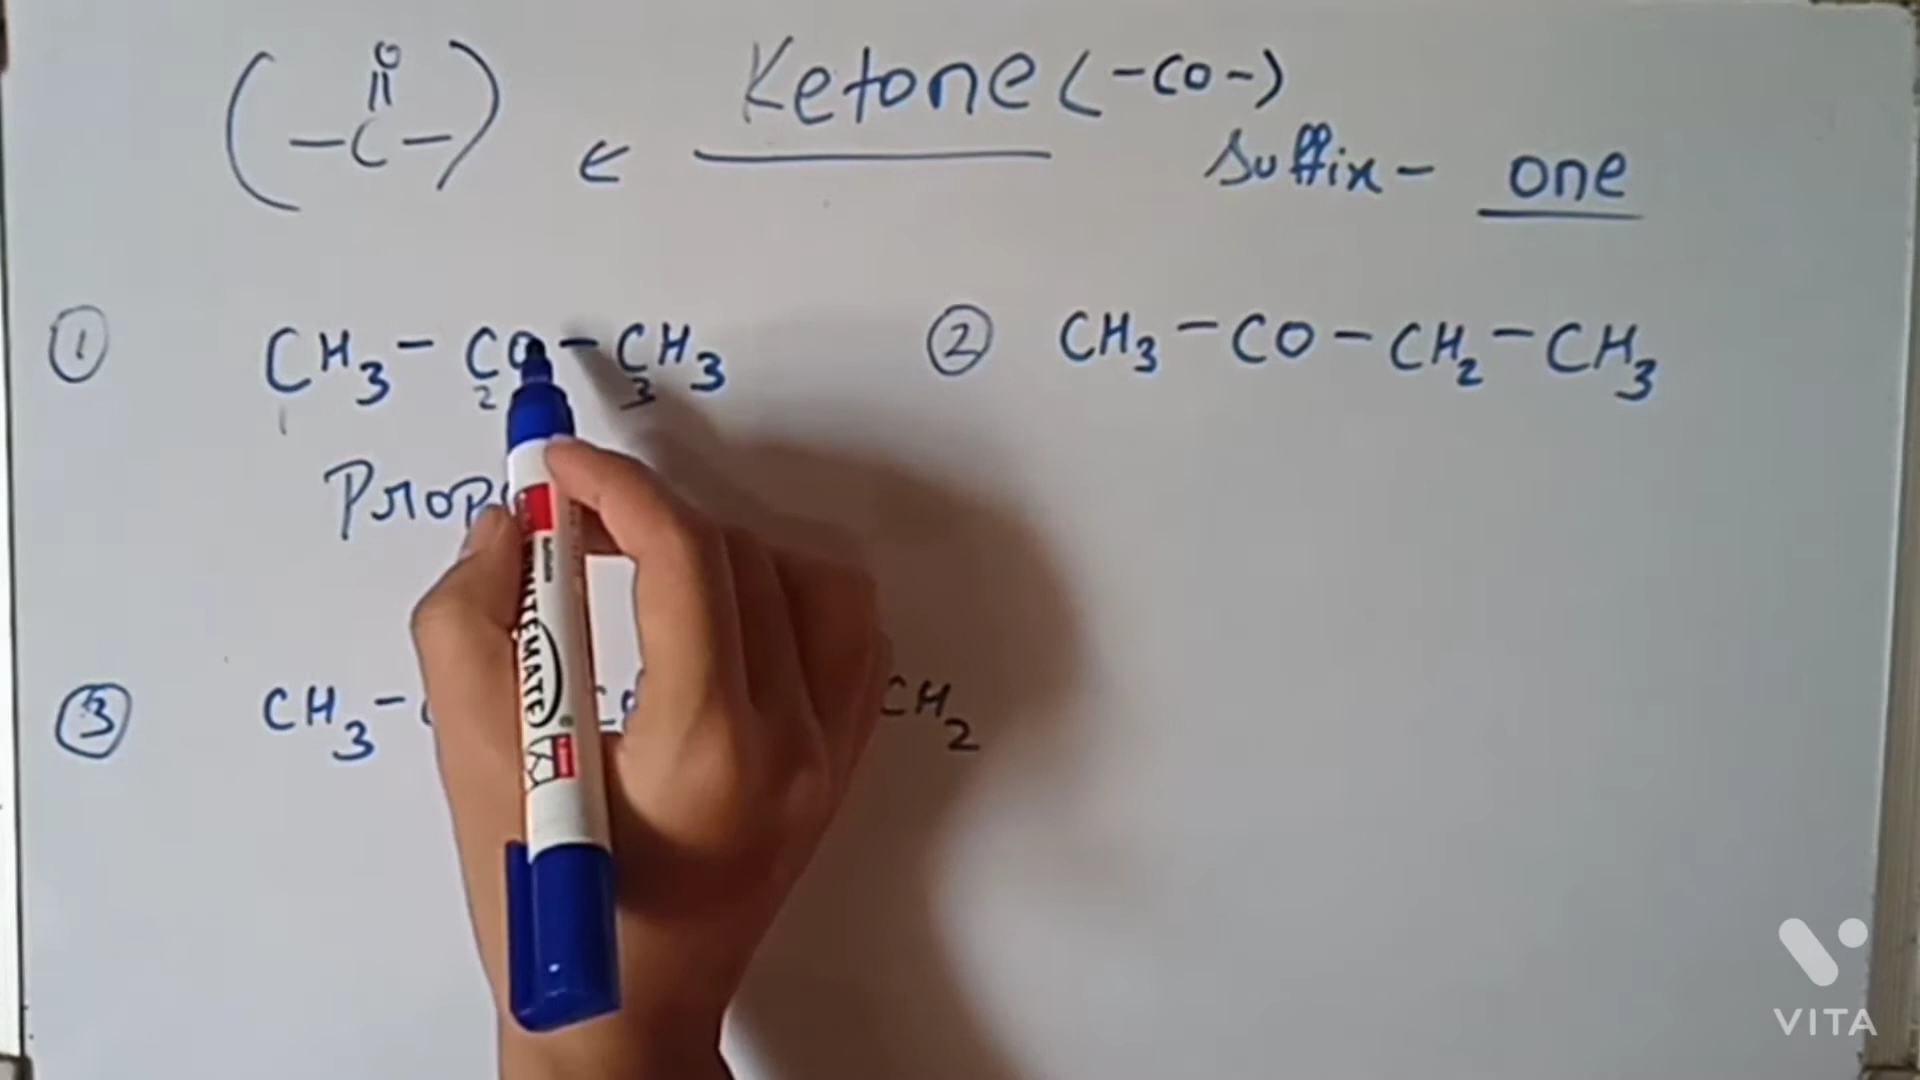 O
(-C-) ← Ketone (-CO-)
Suffix - one
① CH3-CO-CH3 ② CH3-CO-CH2-CH3
1 2 3
Prop
③ CH3- CO CH2
VITA